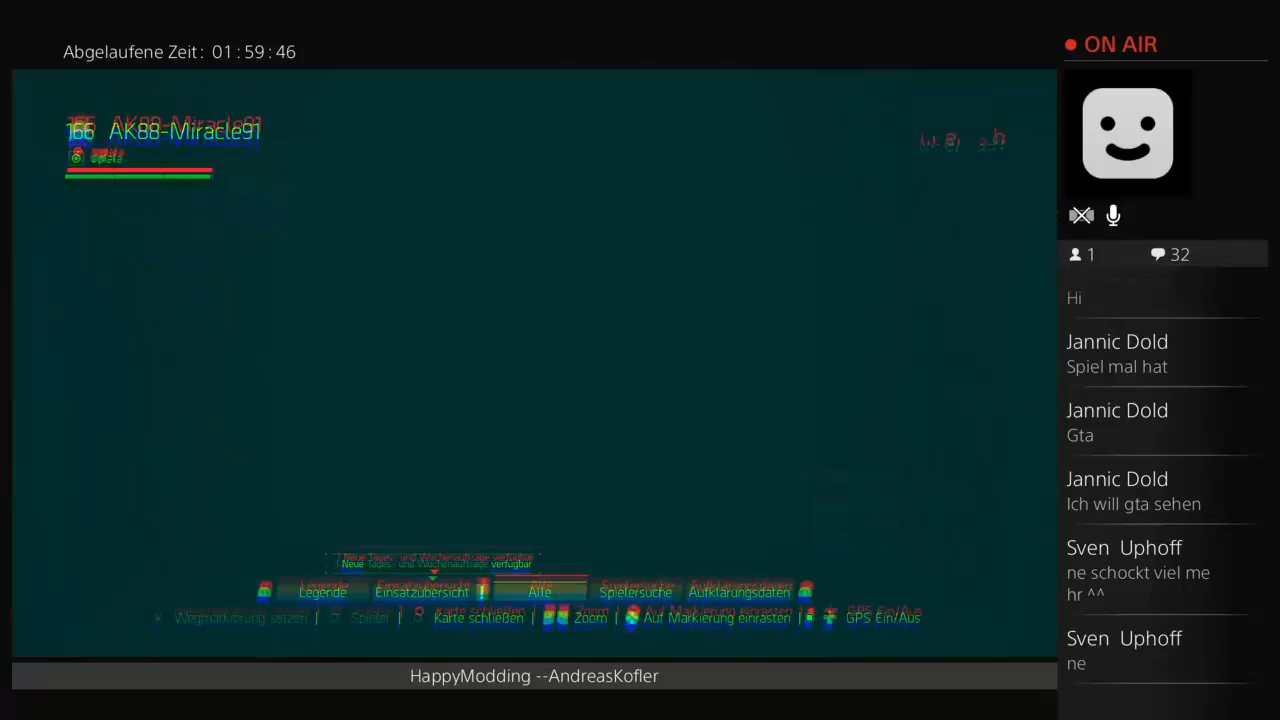 Abgelaufene Zeit: 01:59:46
ON AIR
166 AK88-Miracle91
Spiele
1 32
Hi
Jannic Dold
Spiel mal hat
Jannic Dold
Gta
Jannic Dold
Ich will gta sehen
Sven Uphoff
ne schockt viel me
hr ^^
Sven Uphoff
ne
! Neue Tages- und Wochenaufträge verfügbar
Legende Einsatzübersicht ! Alle Spielersuche Aufklärungsdaten
Wegmarkierung setzen | Spieler | Karte schließen | Zoom | Auf Markierung einrasten | GPS Ein/Aus
HappyModding --AndreasKofler